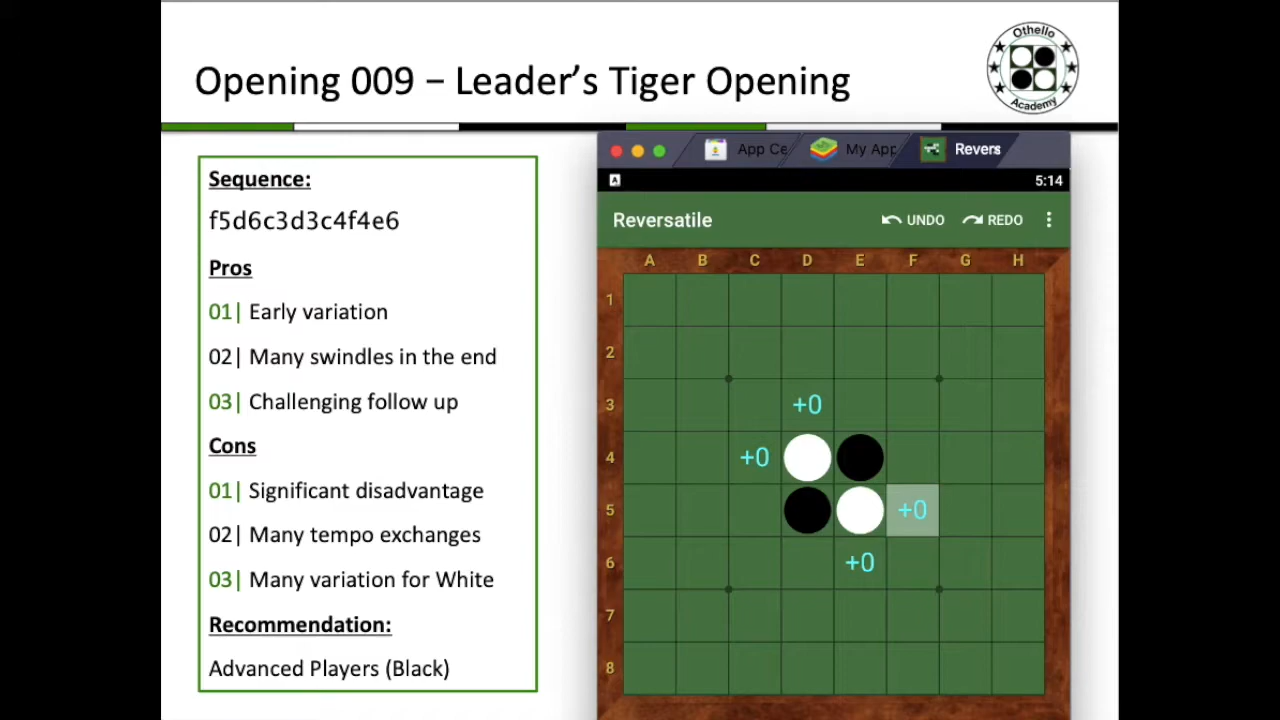 Opening 009 – Leader's Tiger Opening
Othello
Academy
Sequence:
f5d6c3d3c4f4e6
Pros
01| Early variation
02| Many swindles in the end
03| Challenging follow up
Cons
01| Significant disadvantage
02| Many tempo exchanges
03| Many variation for White
Recommendation:
Advanced Players (Black)
App Ce
My App
Revers
A
5:14
Reversatile
UNDO
REDO
A B C D E F G H
1
2
3
+0
4
+0
5
+0
6
+0
7
8